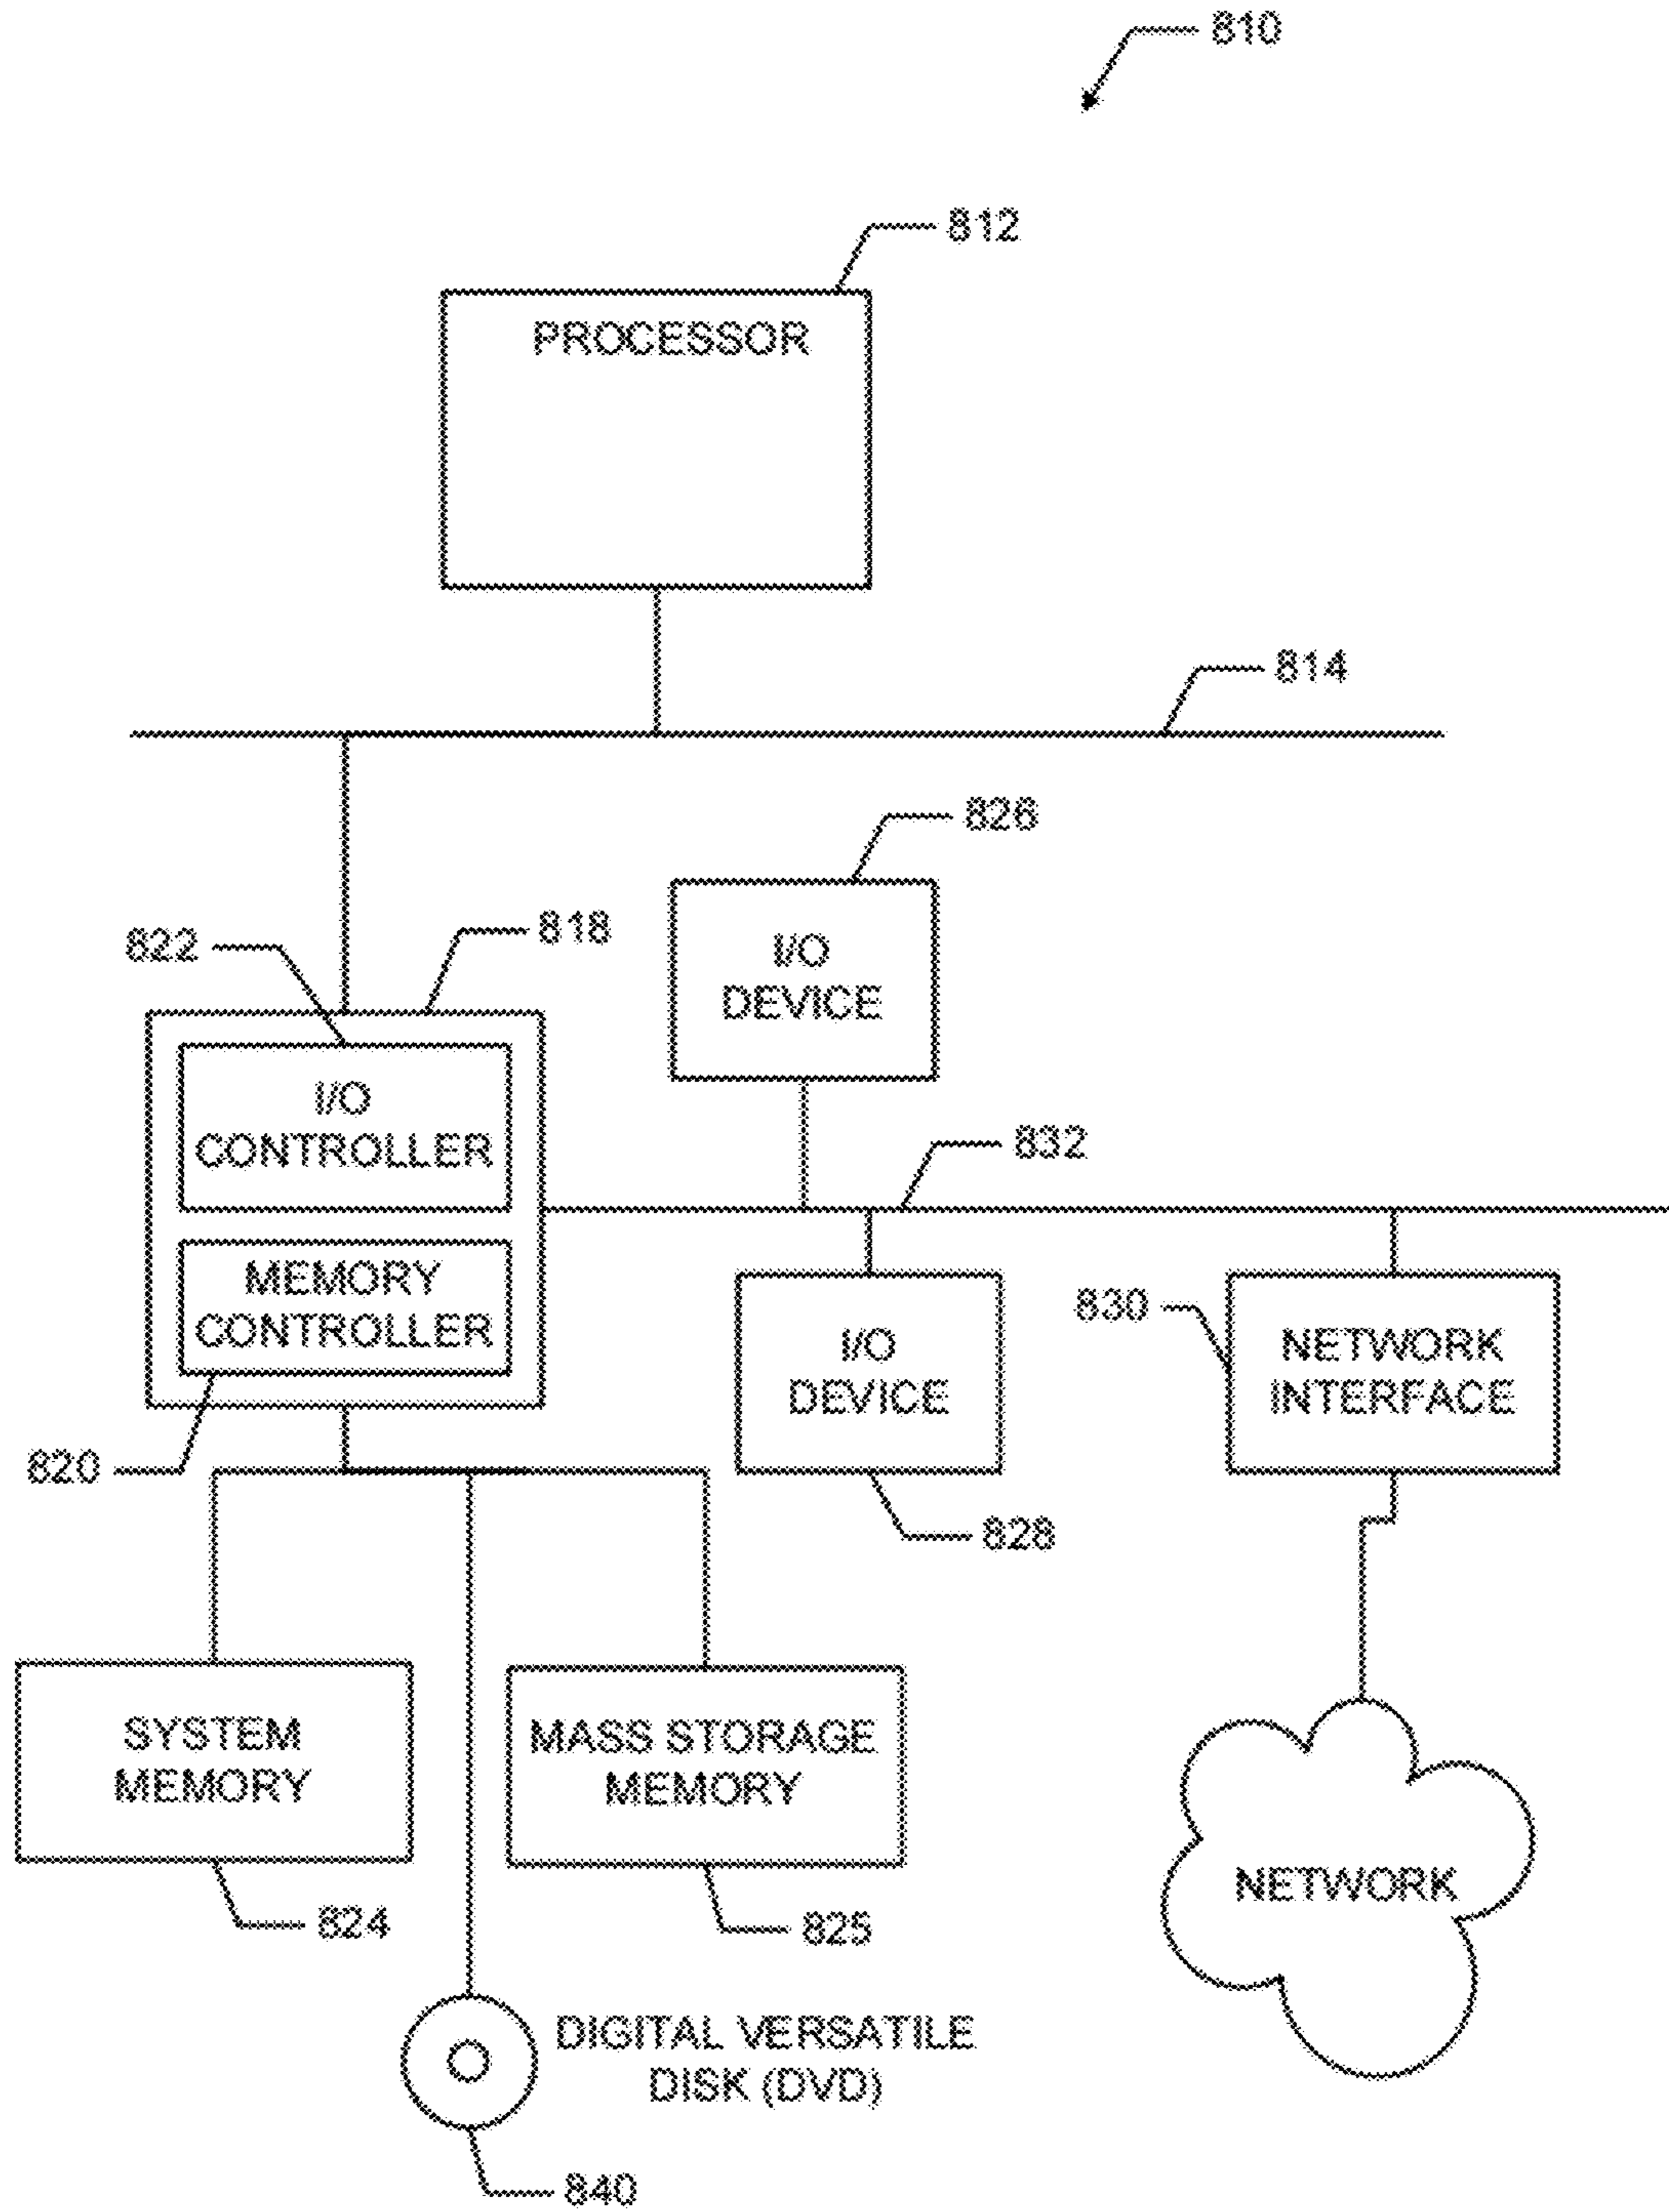 810
812
PROCESSOR
814
826
I/O
DEVICE
822
818
I/O
CONTROLLER
832
MEMORY
CONTROLLER
830
I/O
DEVICE
NETWORK
INTERFACE
820
828
SYSTEM
MEMORY
MASS STORAGE
MEMORY
NETWORK
824
825
DIGITAL VERSATILE
DISK (DVD)
840